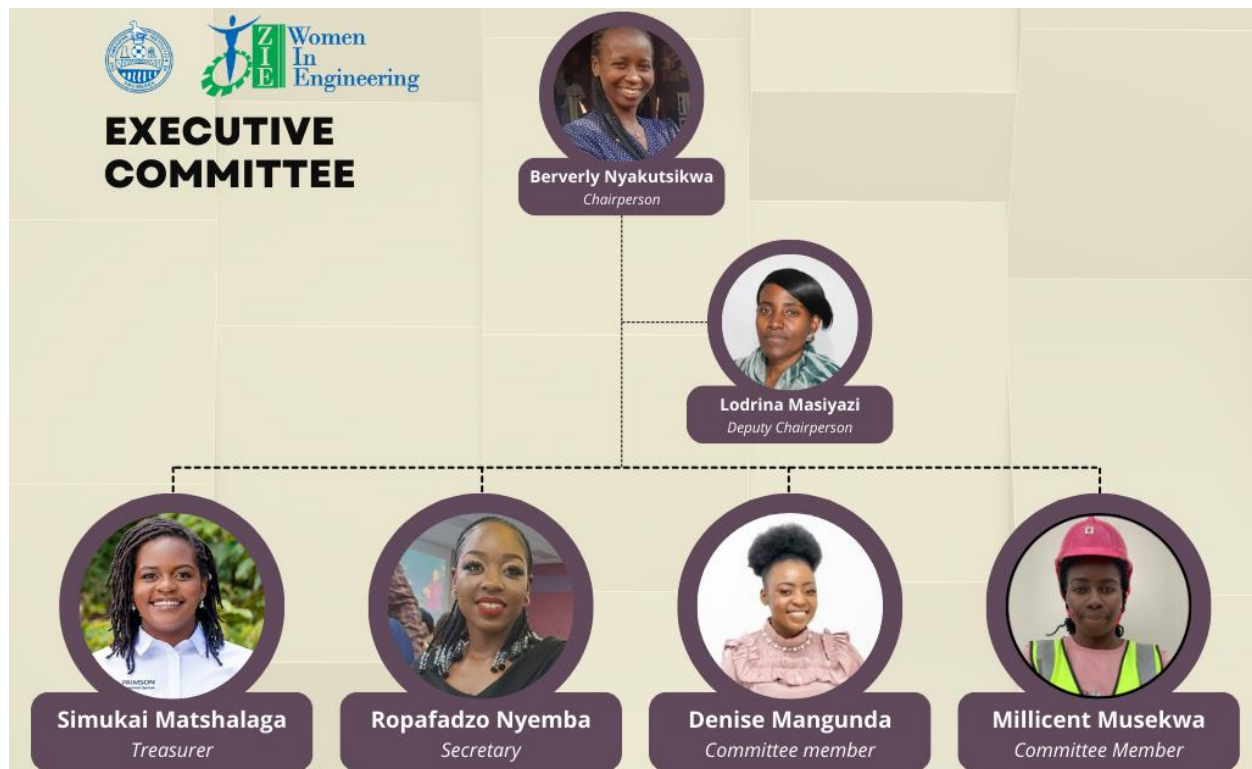 ZIE
Women
In
Engineering
EXECUTIVE
COMMITTEE
Berverly Nyakutsikwa
Chairperson
Lodrina Masiyazi
Deputy Chairperson
PRIMSON
Simukai Matshalaga
Treasurer
Ropafadzo Nyemba
Secretary
Denise Mangunda
Committee member
Millicent Musekwa
Committee Member